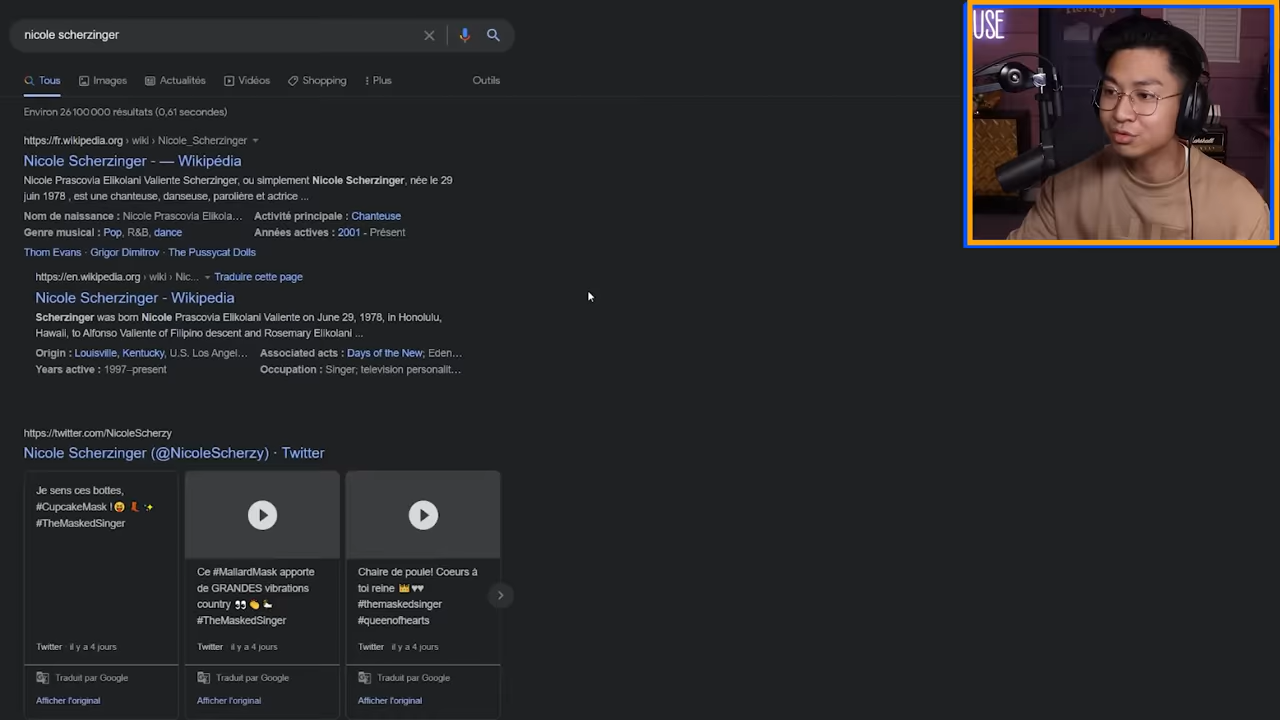 nicole scherzinger
Tous Images Actualités Vidéos Shopping Plus Outils
Environ 26 100 000 résultats (0,61 secondes)
https://fr.wikipedia.org › wiki › Nicole_Scherzinger
Nicole Scherzinger - — Wikipédia
Nicole Prascovia Elikolani Valiente Scherzinger, ou simplement Nicole Scherzinger, née le 29
juin 1978 , est une chanteuse, danseuse, parolière et actrice ...
Nom de naissance : Nicole Prascovia Elikola... Activité principale : Chanteuse
Genre musical : Pop, R&B, dance Années actives : 2001 - Présent
Thom Evans · Grigor Dimitrov · The Pussycat Dolls
https://en.wikipedia.org › wiki › Nic... Traduire cette page
Nicole Scherzinger - Wikipedia
Scherzinger was born Nicole Prascovia Elikolani Valiente on June 29, 1978, in Honolulu,
Hawaii, to Alfonso Valiente of Filipino descent and Rosemary Elikolani ...
Origin : Louisville, Kentucky, U.S. Los Angel... Associated acts : Days of the New; Eden...
Years active : 1997–present Occupation : Singer; television personalit...
https://twitter.com/NicoleScherzy
Nicole Scherzinger (@NicoleScherzy) · Twitter
Je sens ces bottes,
#CupcakeMask !😆 👢 ✨
#TheMaskedSinger
Twitter · il y a 4 jours
Traduit par Google
Afficher l'original
Ce #MallardMask apporte
de GRANDES vibrations
country 👀 👏 🦢
#TheMaskedSinger
Twitter · il y a 4 jours
Traduit par Google
Afficher l'original
Chaire de poule! Coeurs à
toi reine 👑 ♥♥
#themaskedsinger
#queenofhearts
Twitter · il y a 4 jours
Traduit par Google
Afficher l'original
USE
Marshall